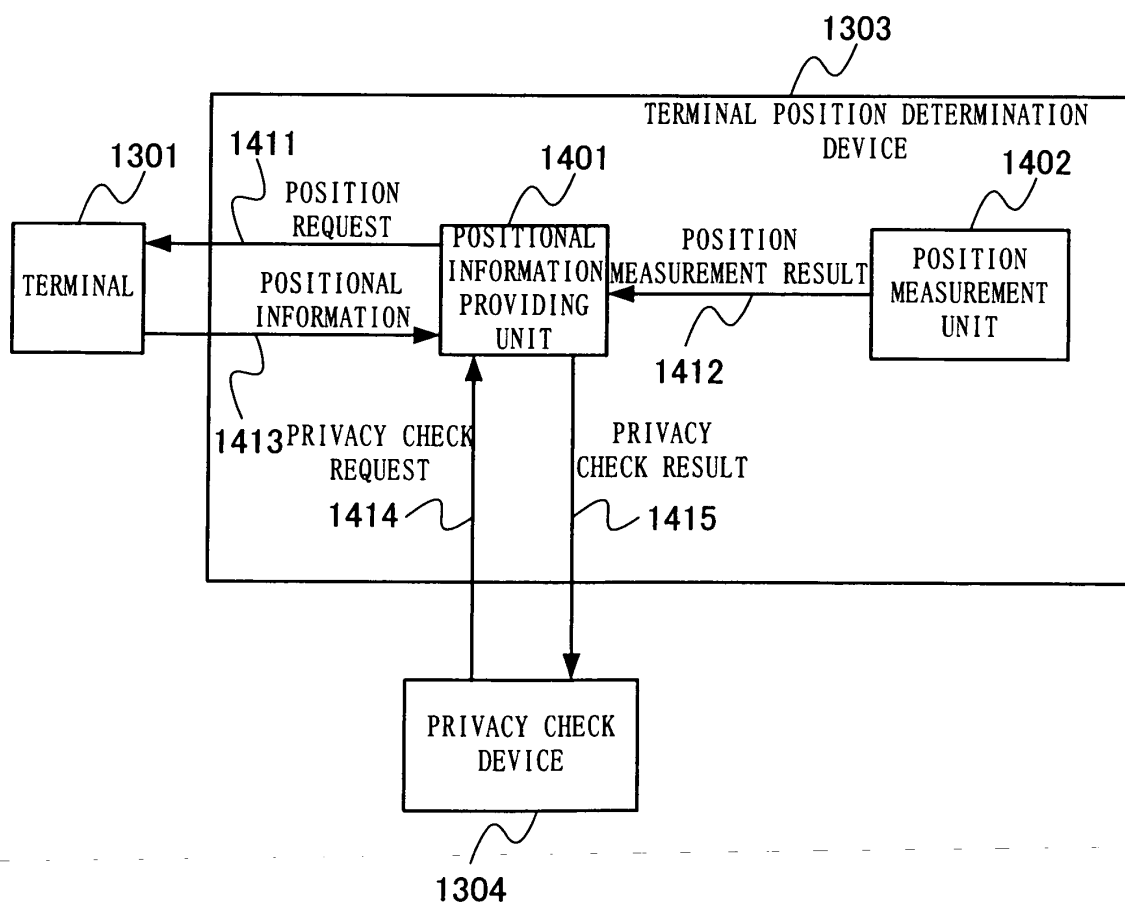 1303
TERMINAL POSITION DETERMINATION
DEVICE
1301
1411
1401
1402
POSITION
REQUEST
TERMINAL
POSITIONAL
INFORMATION
POSITIONAL
INFORMATION
PROVIDING
UNIT
POSITION
MEASUREMENT RESULT
POSITION
MEASUREMENT
UNIT
1412
1413
PRIVACY CHECK
REQUEST
PRIVACY
CHECK RESULT
1414
1415
PRIVACY CHECK
DEVICE
1304